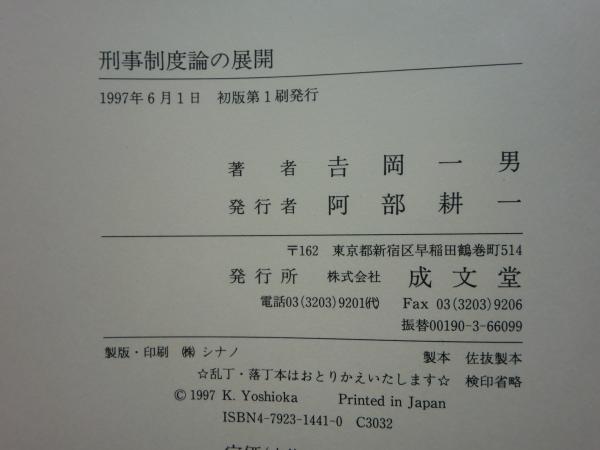 刑事制度論の展開
1997年6月1日 初版第1刷発行
著者 吉岡一男
発行者 阿部耕一
〒162 東京都新宿区早稲田鶴巻町514
発行所 株式会社 成文堂
電話03(3203)9201㈹ Fax 03(3203)9206
振替00190-3-66099
製版・印刷 ㈱シナノ 製本 佐抜製本
☆乱丁・落丁本はおとりかえいたします☆ 検印省略
© 1997 K. Yoshioka Printed in Japan
ISBN4-7923-1441-0 C3032